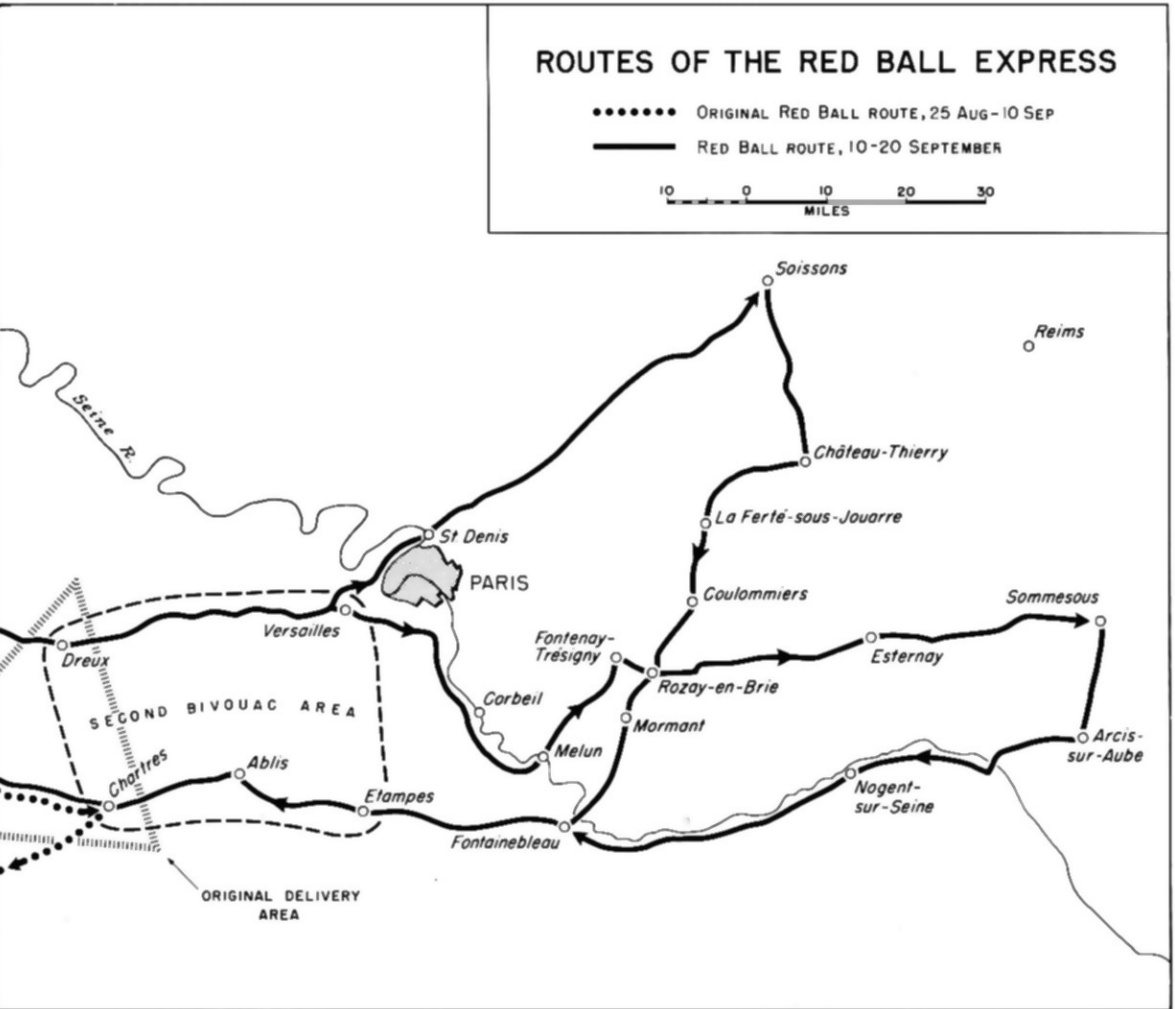 ROUTES OF THE RED BALL EXPRESS
ORIGINAL RED BALL ROUTE, 25 AUG-10 SEP
RED BALL ROUTE, 10-20 SEPTEMBER
10 0 10 20 30
MILES
Soissons
Reims
Seine R.
Château-Thierry
La Ferté-sous-Jouarre
St Denis
PARIS
Coulommiers
Sommesous
Versailles
Fontenay-
Trésigny
Esternay
Dreux
Rozay-en-Brie
SECOND BIVOUAC AREA
Corbeil
Mormant
Arcis-
sur-Aube
Melun
Chartres
Ablis
Etampes
Nogent-
sur-Seine
Fontainebleau
ORIGINAL DELIVERY
AREA